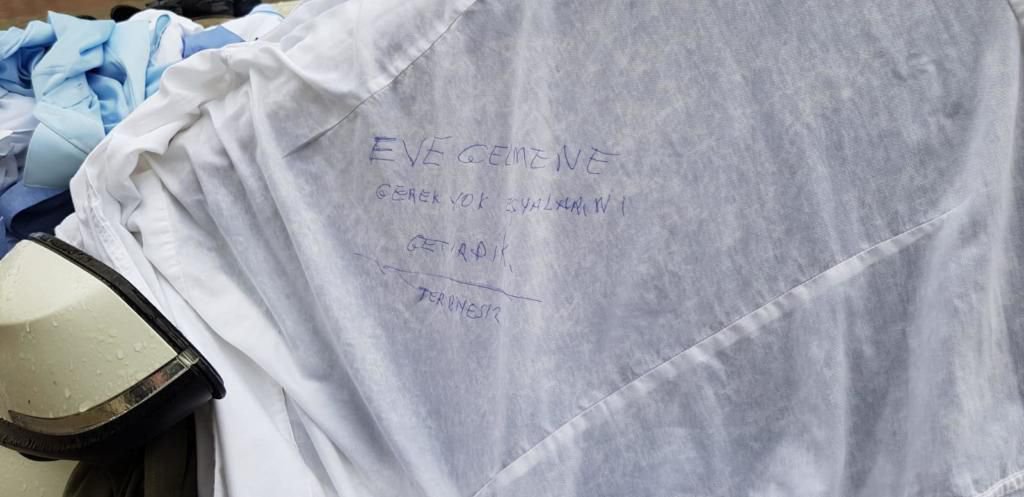 EVE GELMENE
GEREK YOK EŞYALARINI
GETİRDİK.
TERBİYESİZ